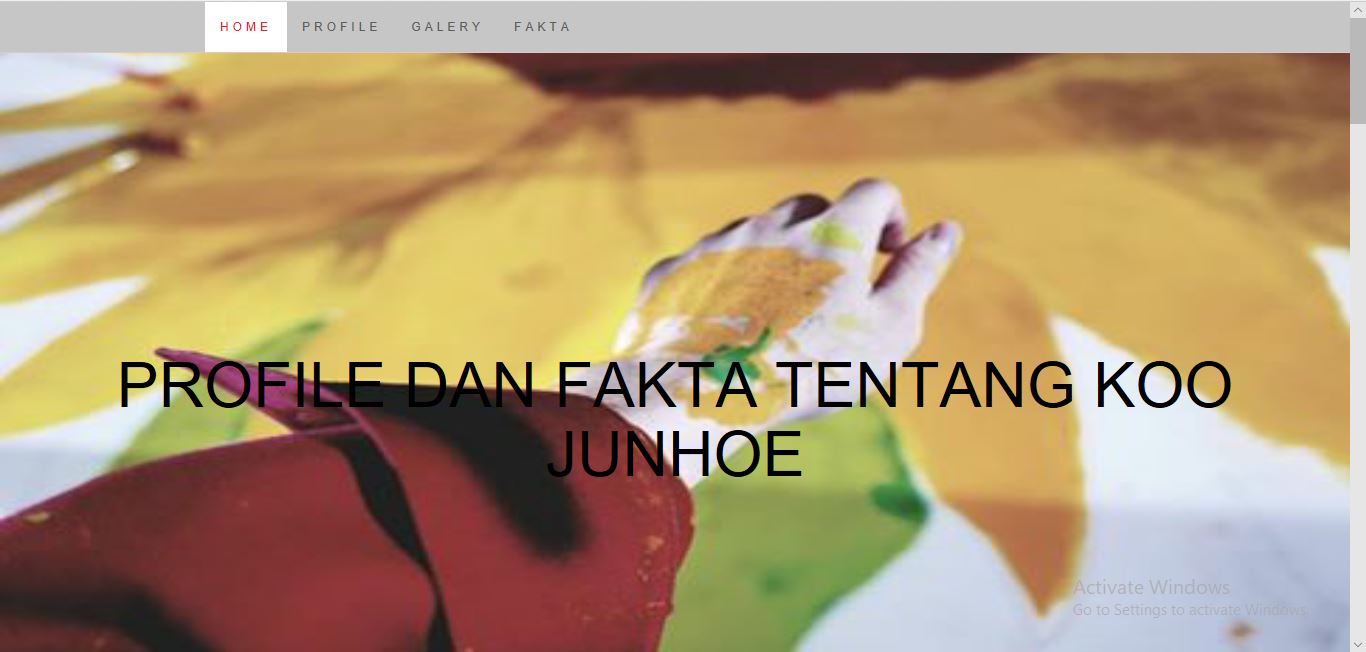 HOME PROFILE GALERY FAKTA
PROFILE DAN FAKTA TENTANG KOO
JUNHOE
Activate Windows
Go to Settings to activate Windows.